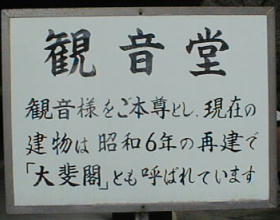 観音堂
観音様をご本尊とし、現在の
建物は昭和6年の再建で
「大斐閣」とも呼ばれています